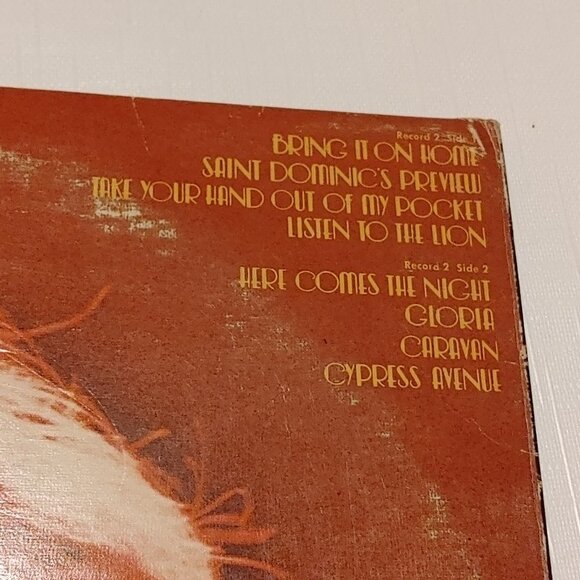 Record 2 Side
BRING IT ON HOME
SAINT DOMINIC'S PREVIEW
TAKE YOUR HAND OUT OF MY POCKET
LISTEN TO THE LION
Record 2 Side 2
HERE COMES THE NIGHT
GLORIA
CARAVAN
CYPRESS AVENUE